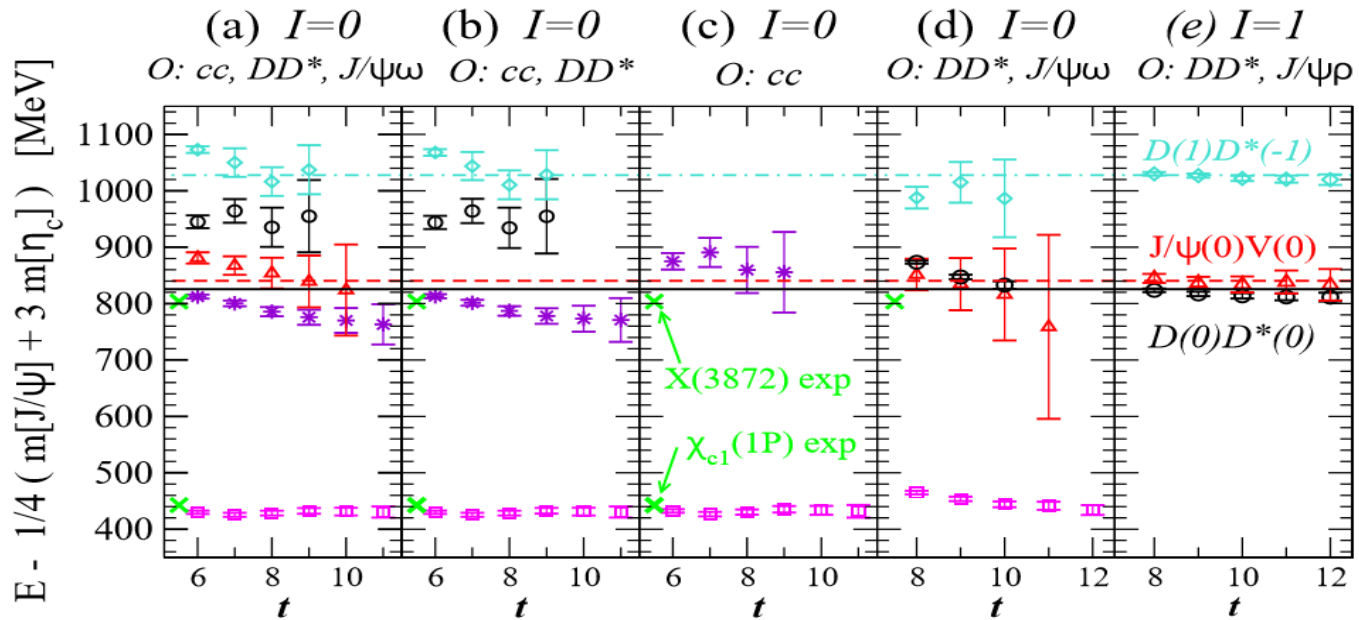 (a) I=0 (b) I=0 (c) I=0 (d) I=0 (e) I=1
O: cc, DD*, J/ψω O: cc, DD* O: cc O: DD*, J/ψω O: DD*, J/ψρ
E - 1/4 ( m[J/ψ] + 3 m[η_c] ) [MeV]
1100
1000
900
800
700
600
500
400
D(1)D*(-1)
J/ψ(0)V(0)
D(0)D*(0)
X(3872) exp
χ_c1(1P) exp
6 8 10 6 8 10 6 8 10 8 10 12 8 10 12
t t t t t